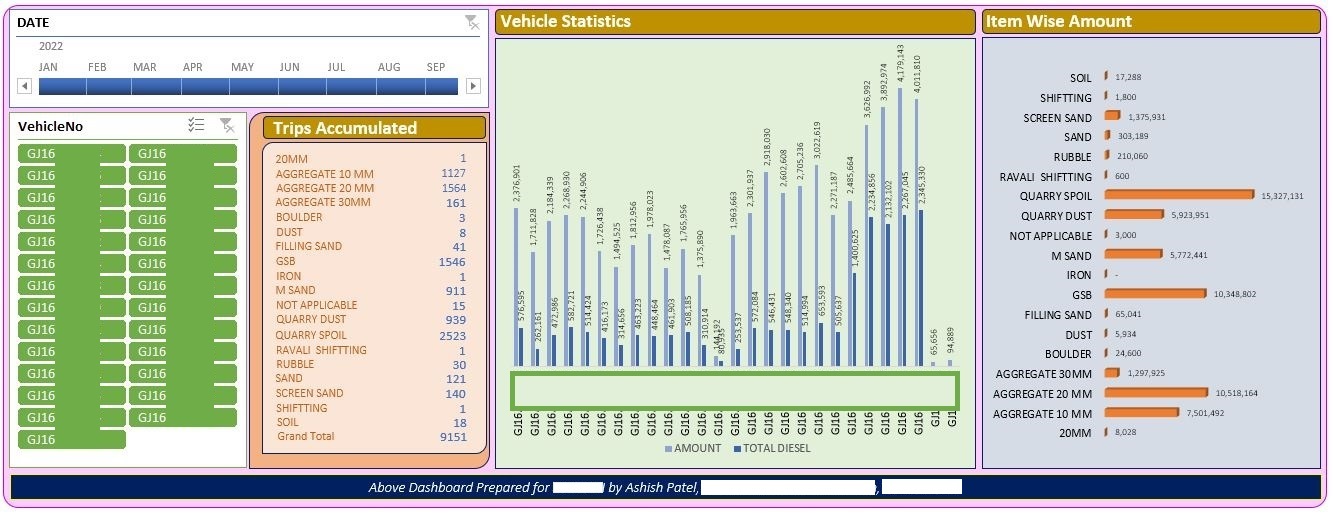 DATE
2022
JAN FEB MAR APR MAY JUN JUL AUG SEP
VehicleNo
GJ16 GJ16
GJ16 GJ16
GJ16 GJ16
GJ16 GJ16
GJ16 GJ16
GJ16 GJ16
GJ16 GJ16
GJ16 GJ16
GJ16 GJ16
GJ16 GJ16
GJ16 GJ16
GJ16 GJ16
GJ16 GJ16
GJ16
Trips Accumulated
20MM 1
AGGREGATE 10 MM 1127
AGGREGATE 20 MM 1564
AGGREGATE 30MM 161
BOULDER 3
DUST 8
FILLING SAND 41
GSB 1546
IRON 1
M SAND 911
NOT APPLICABLE 15
QUARRY DUST 939
QUARRY SPOIL 2523
RAVALI SHIFTTING 1
RUBBLE 30
SAND 121
SCREEN SAND 140
SHIFTTING 1
SOIL 18
Grand Total 9151
Vehicle Statistics
2,376,901
576,595
1,711,828
262,161
2,184,339
472,986
2,268,930
582,721
2,244,906
514,424
1,726,438
416,173
1,494,525
314,656
1,812,956
463,223
1,978,023
448,464
1,478,087
461,903
1,765,956
508,185
1,375,890
310,914
144,192
80,935
1,963,663
253,537
2,301,937
572,084
2,918,030
546,431
2,602,608
548,340
2,705,236
514,994
3,022,619
653,593
2,271,187
505,537
2,485,664
1,400,625
3,626,992
2,234,856
3,892,974
2,132,102
4,179,143
2,267,045
4,011,810
2,345,330
65,656
94,889
GJ16 GJ16 GJ16 GJ16 GJ16 GJ16 GJ16 GJ16 GJ16 GJ16 GJ16 GJ16 GJ16 GJ16 GJ16 GJ16 GJ16 GJ16 GJ16 GJ16 GJ16 GJ16 GJ16 GJ16 GJ16 GJ1 GJ1
AMOUNT TOTAL DIESEL
Item Wise Amount
SOIL 17,288
SHIFTTING 1,800
SCREEN SAND 1,375,931
SAND 303,189
RUBBLE 210,060
RAVALI SHIFTTING 600
QUARRY SPOIL 15,327,131
QUARRY DUST 5,923,951
NOT APPLICABLE 3,000
M SAND 5,772,441
IRON -
GSB 10,348,802
FILLING SAND 65,041
DUST 5,934
BOULDER 24,600
AGGREGATE 30MM 1,297,925
AGGREGATE 20 MM 10,518,164
AGGREGATE 10 MM 7,501,492
20MM 8,028
Above Dashboard Prepared for by Ashish Patel,